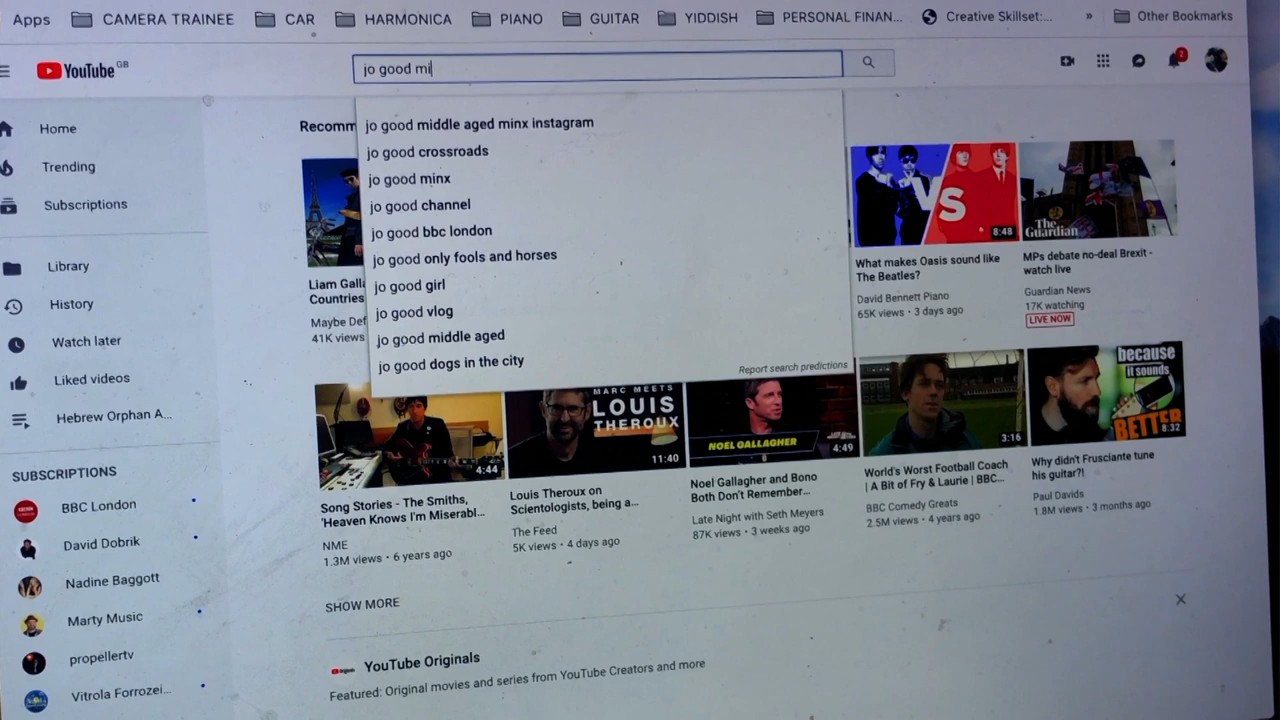 Apps CAMERA TRAINEE CAR HARMONICA PIANO GUITAR YIDDISH PERSONAL FINAN... Creative Skillset:... » Other Bookmarks
YouTube GB
jo good mi
2
Home
Trending
Subscriptions
Library
History
Watch later
Liked videos
Hebrew Orphan A...
SUBSCRIPTIONS
BBC London
David Dobrik
Nadine Baggott
Marty Music
propellertv
Vitrola Forrozei...
Recomm
jo good middle aged minx instagram
jo good crossroads
jo good minx
jo good channel
jo good bbc london
jo good only fools and horses
jo good girl
jo good vlog
jo good middle aged
jo good dogs in the city
Report search predictions
Liam Galla
Countries
Maybe Def
41K views
VS
8:48
What makes Oasis sound like
The Beatles?
David Bennett Piano
65K views • 3 days ago
The
Guardian
MPs debate no-deal Brexit -
watch live
Guardian News
17K watching
LIVE NOW
4:44
Song Stories - The Smiths,
'Heaven Knows I'm Miserabl...
NME
1.3M views • 6 years ago
MARC MEETS
LOUIS
THEROUX
11:40
Louis Theroux on
Scientologists, being a...
The Feed
5K views • 4 days ago
NOEL GALLAGHER
4:49
Noel Gallagher and Bono
Both Don't Remember...
Late Night with Seth Meyers
87K views • 3 weeks ago
3:16
World's Worst Football Coach
| A Bit of Fry & Laurie | BBC...
BBC Comedy Greats
2.5M views • 4 years ago
because
it sounds
BETTER
8:32
Why didn't Frusciante tune
his guitar?!
Paul Davids
1.8M views • 3 months ago
SHOW MORE
YouTube Originals
Featured: Original movies and series from YouTube Creators and more